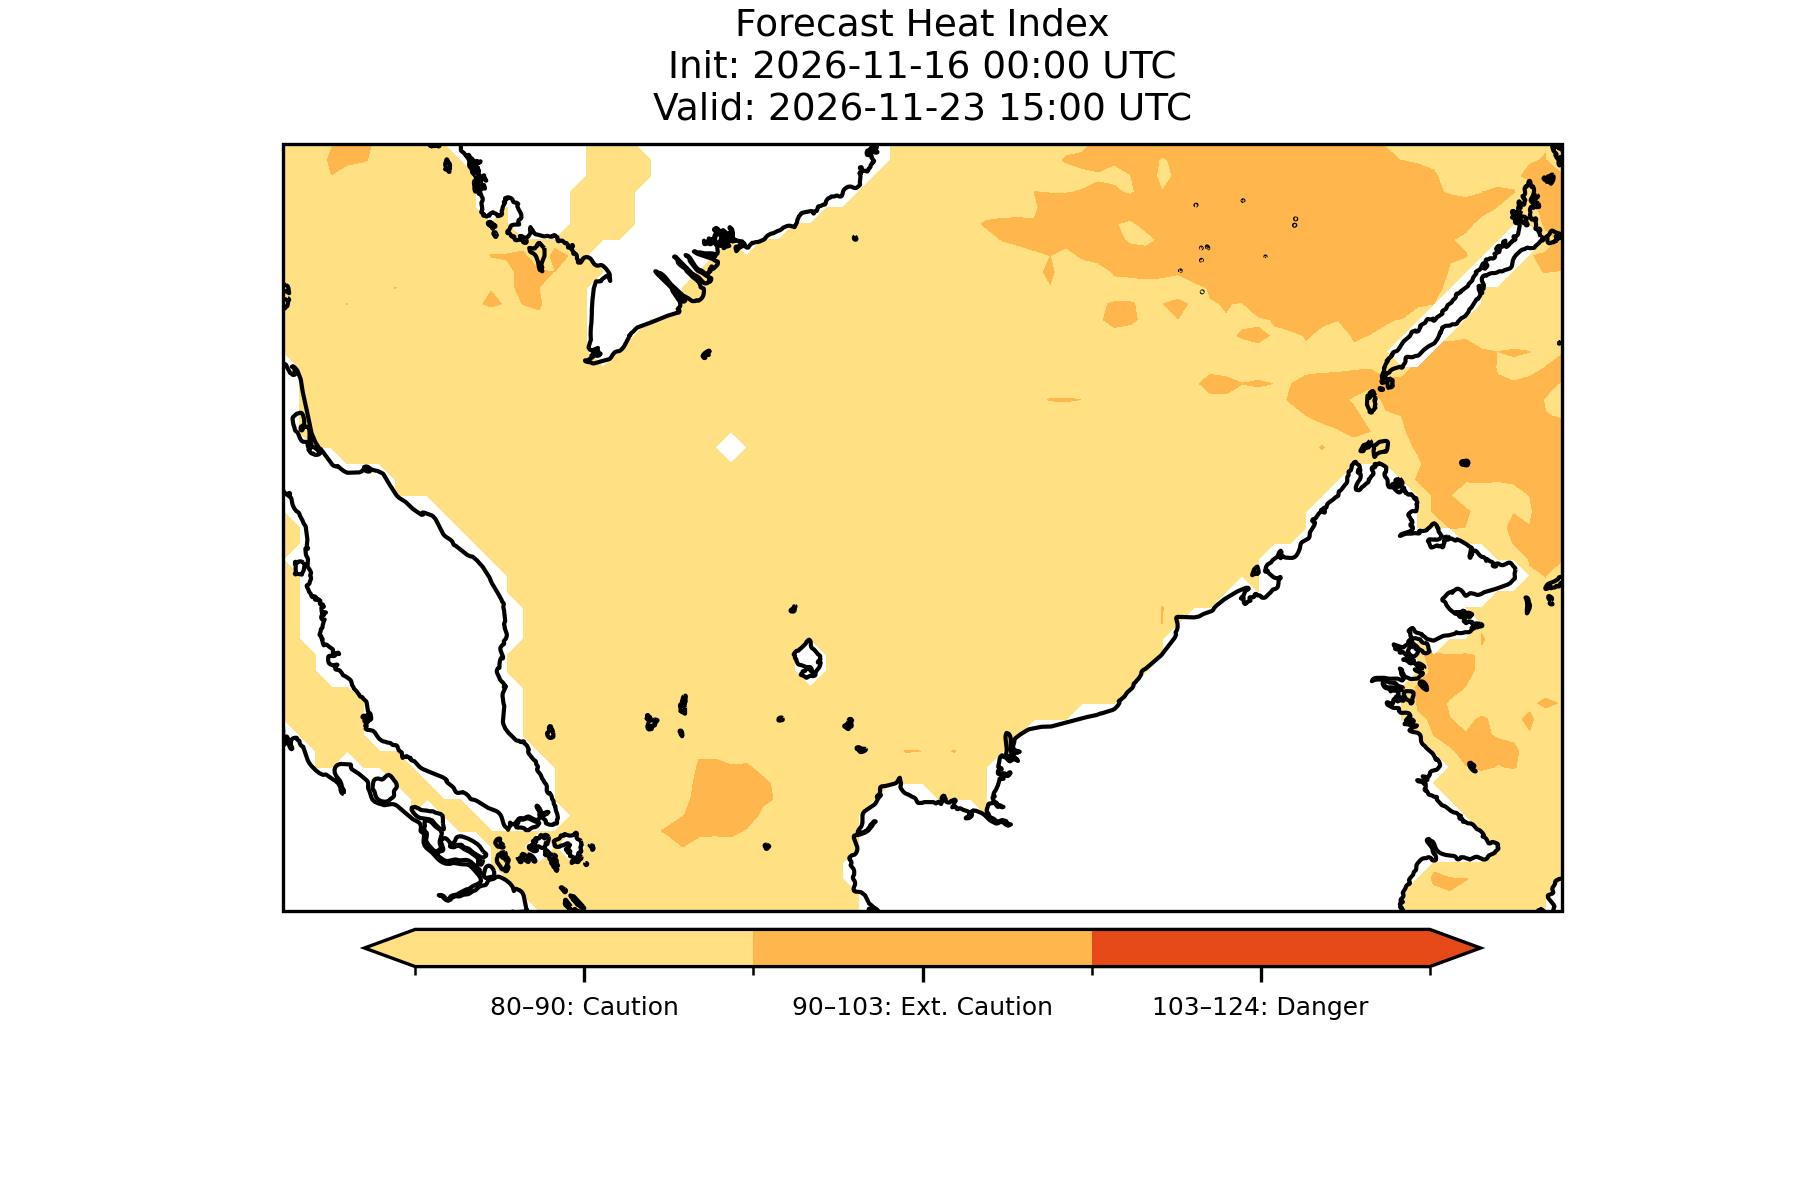 Forecast Heat Index
Init: 2026-11-16 00:00 UTC
Valid: 2026-11-23 15:00 UTC
80–90: Caution
90–103: Ext. Caution
103–124: Danger